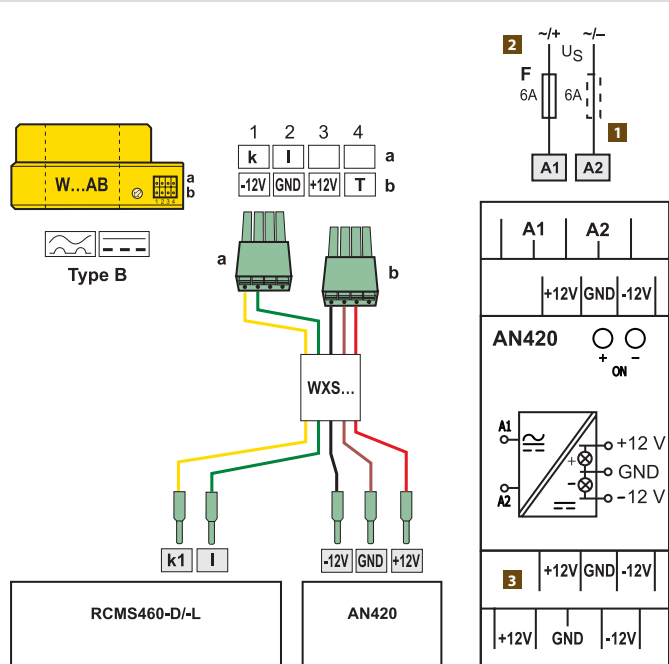 W...AB
a
b
1 2 3 4
Type B
1 2 3 4
k l a
-12V GND +12V T b
a
b
WXS...
k1 l
-12V GND +12V
RCMS460-D/-L
AN420
2
~/+ ~/–
US
F
6A 6A
1
A1 A2
A1 A2
+12V GND -12V
AN420
+ –
ON
A1
A2
+
–
+12 V
GND
–12 V
3
+12V GND -12V
+12V GND -12V